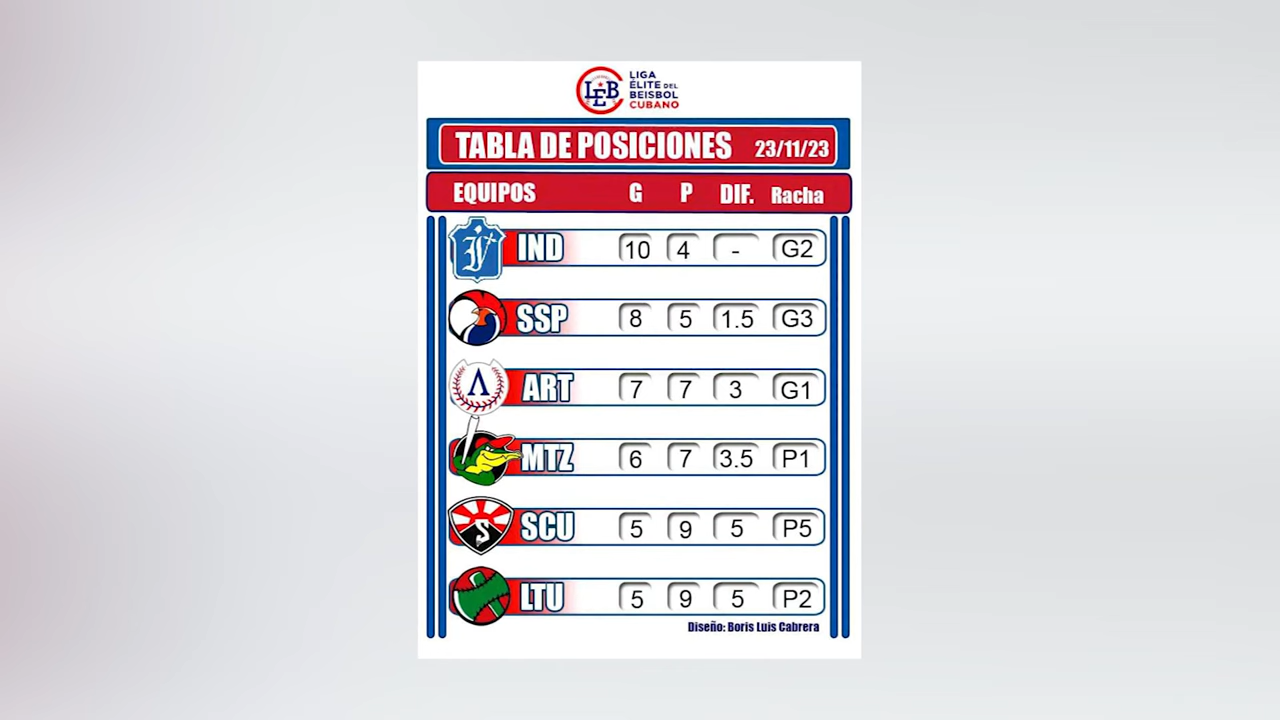 LEB
LIGA
ÉLITE DEL
BEISBOL
CUBANO
TABLA DE POSICIONES 23/11/23
EQUIPOS G P DIF. Racha
IND 10 4 - G2
SSP 8 5 1.5 G3
ART 7 7 3 G1
MTZ 6 7 3.5 P1
SCU 5 9 5 P5
LTU 5 9 5 P2
Diseño: Boris Luis Cabrera